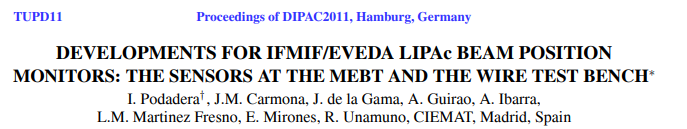 TUPD11 Proceedings of DIPAC2011, Hamburg, Germany
DEVELOPMENTS FOR IFMIF/EVEDA LIPAc BEAM POSITION
MONITORS: THE SENSORS AT THE MEBT AND THE WIRE TEST BENCH*
I. Podadera†, J.M. Carmona, J. de la Gama, A. Guirao, A. Ibarra,
L.M. Martinez Fresno, E. Mirones, R. Unamuno, CIEMAT, Madrid, Spain